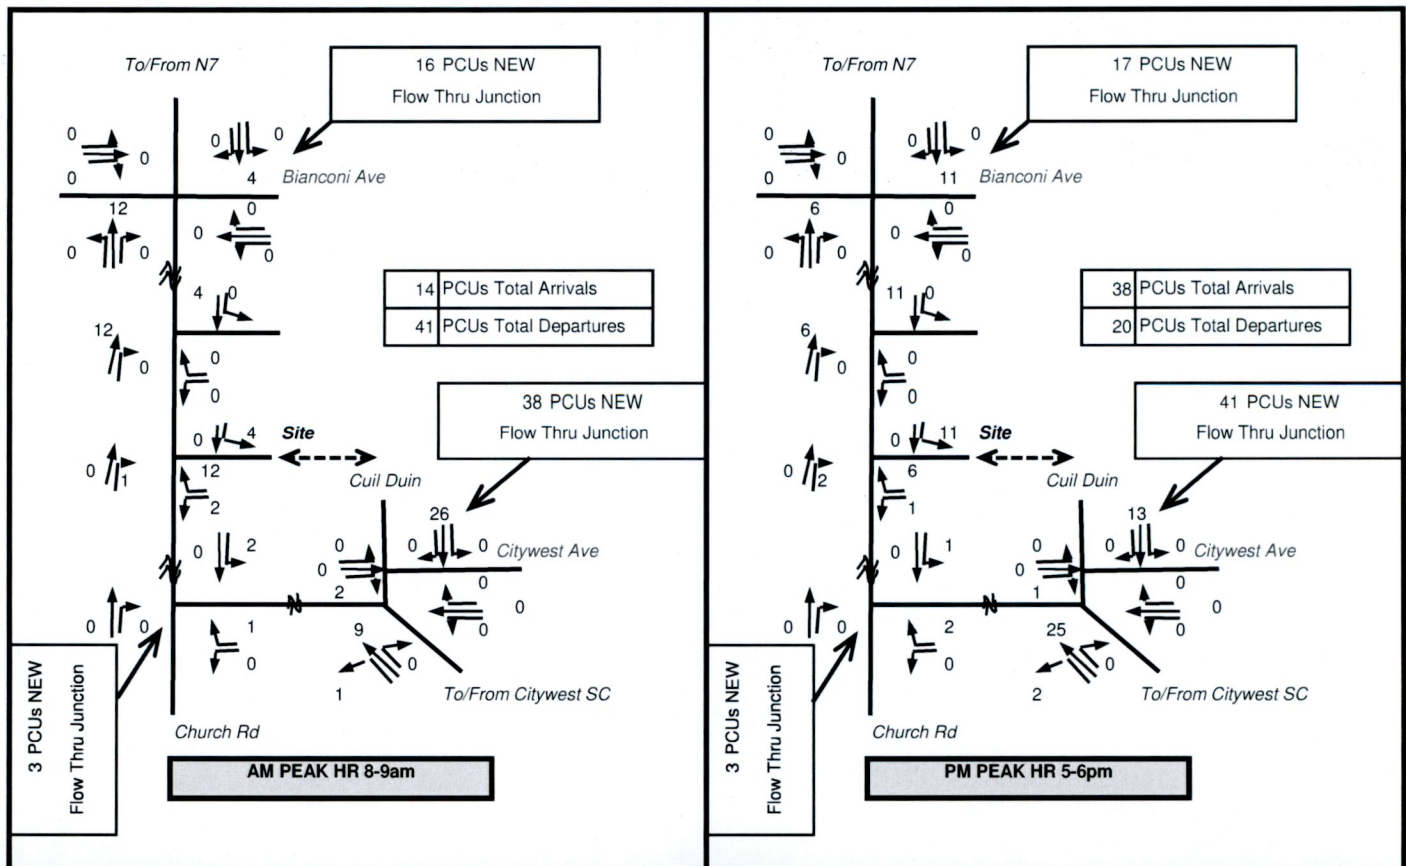 To/From N7
16 PCUs NEW
Flow Thru Junction
0
0
0
0
0
4
Bianconi Ave
12
0
0
0
0
0
4
0
14 PCUs Total Arrivals
41 PCUs Total Departures
12
0
0
0
38 PCUs NEW
Flow Thru Junction
0
4
Site
12
0
1
2
Cuil Duin
26
0
2
0
0
0
Citywest Ave
0
2
0
0
0
0
0
1
9
0
0
1
To/From Citywest SC
3 PCUs NEW
Flow Thru Junction
Church Rd
AM PEAK HR 8-9am
To/From N7
17 PCUs NEW
Flow Thru Junction
0
0
0
0
0
11
Bianconi Ave
6
0
0
0
0
0
11
0
38 PCUs Total Arrivals
20 PCUs Total Departures
6
0
0
0
41 PCUs NEW
Flow Thru Junction
0
11
Site
6
0
2
1
Cuil Duin
13
0
1
0
0
0
Citywest Ave
0
1
0
0
0
0
0
2
25
0
0
2
To/From Citywest SC
3 PCUs NEW
Flow Thru Junction
Church Rd
PM PEAK HR 5-6pm